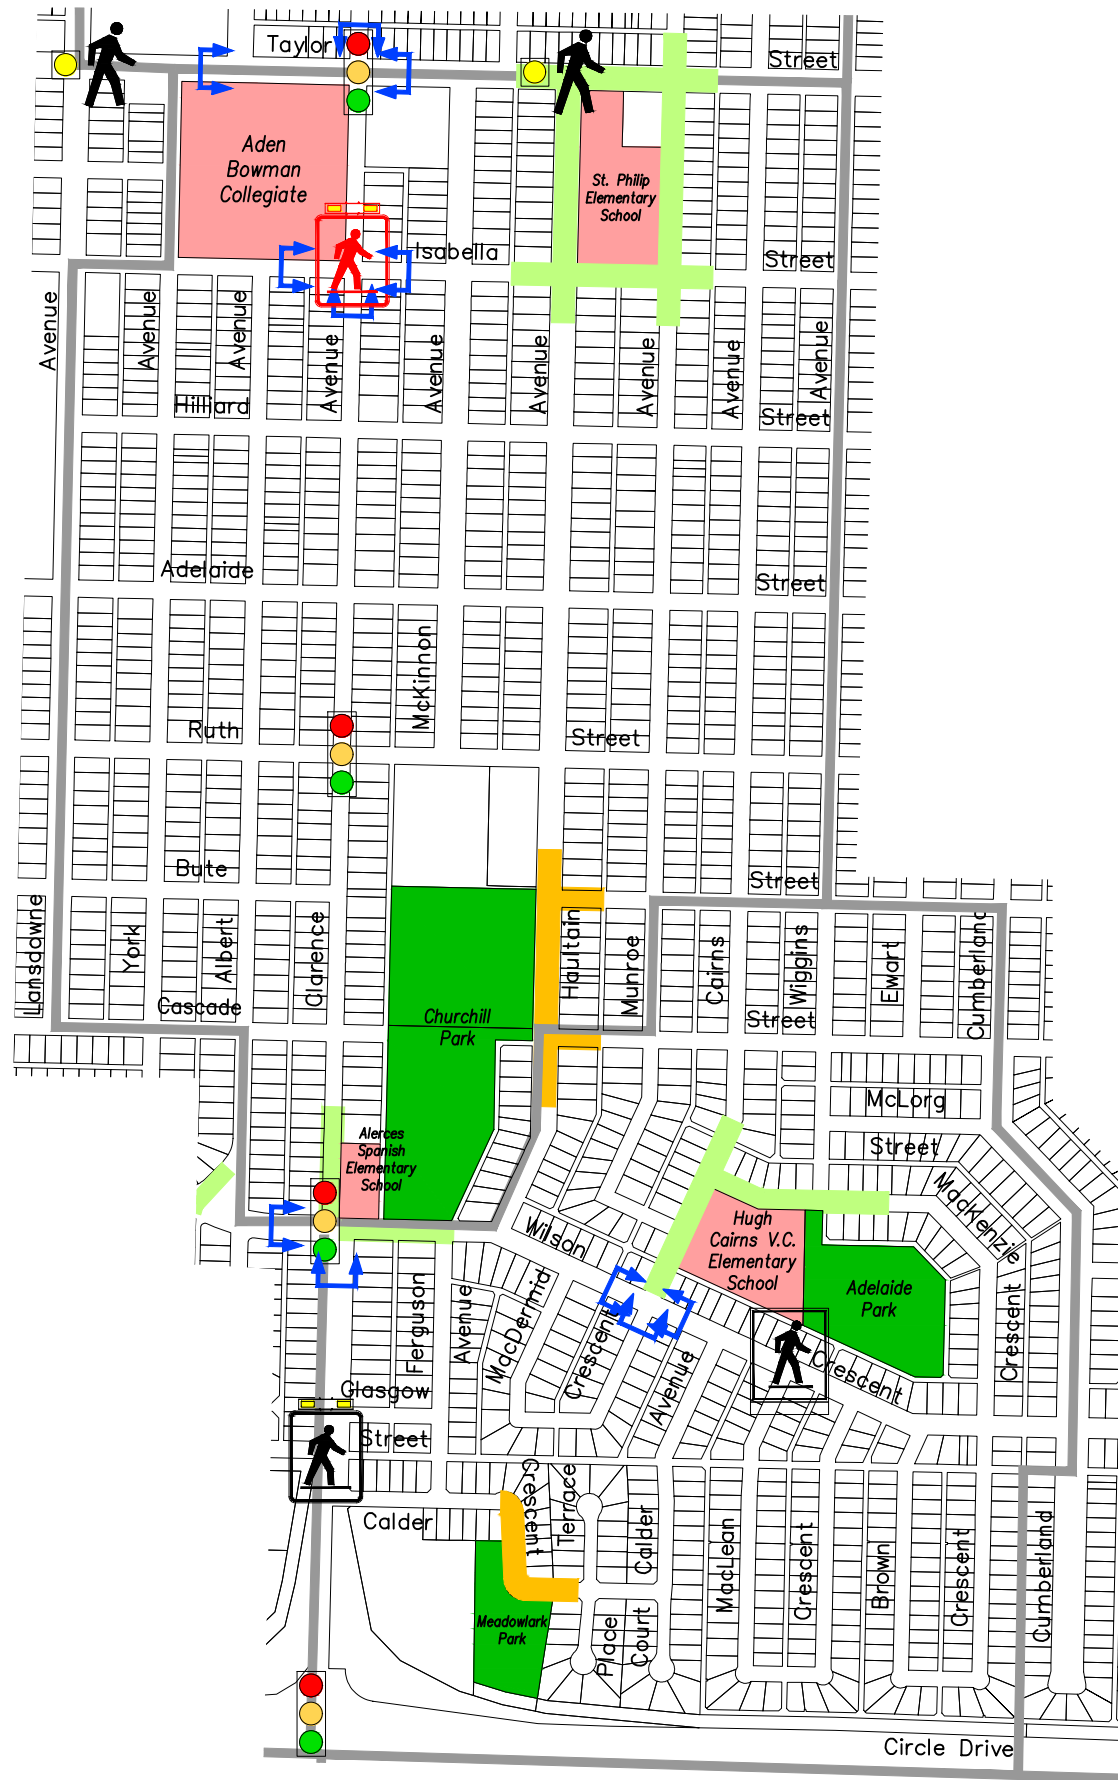 Taylor
Street
Aden
Bowman
Collegiate
St. Philip
Elementary
School
Isabella
Street
Avenue
Avenue
Avenue
Avenue
Avenue
Avenue
Avenue
Avenue
Avenue
Hilliard
Street
Adelaide
Street
McKinnon
Ruth
Street
Bute
Street
Lansdawne
York
Albert
Clarence
Haultain
Munroe
Cairns
Wiggins
Ewart
Cumberland
Cascade
Street
Churchill
Park
McLorg
Street
Alerces
Spanish
Elementary
School
MacKenzie
Crescent
Hugh
Cairns V.C.
Elementary
School
Wilson
Crescent
Adelaide
Park
Ferguson
Avenue
MacDermid
Crescent
Avenue
Glasgow
Street
Calder
Crescent
Terrace
Place
Calder
Court
MacLean
Crescent
Brown
Crescent
Cumberland
Meadowlark
Park
Circle Drive